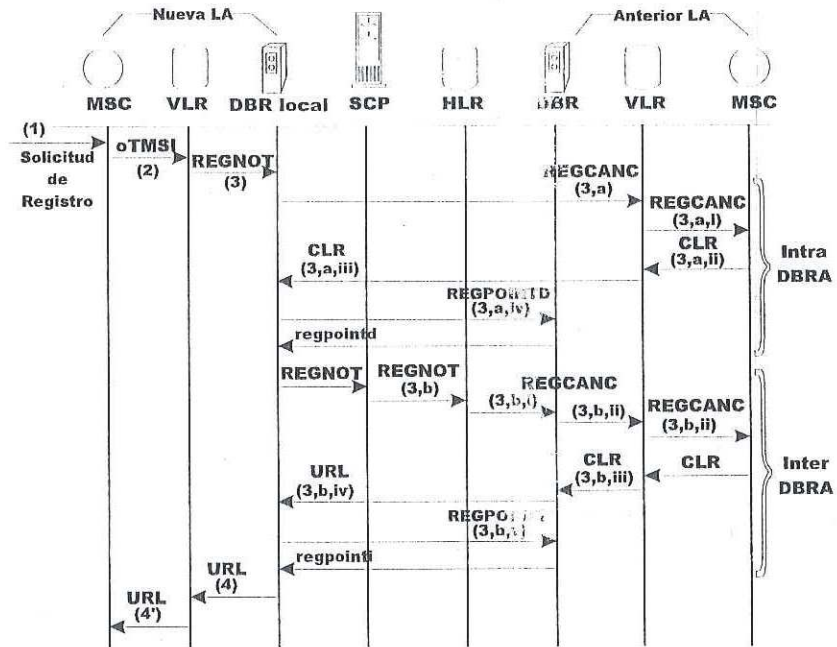 Nueva LA
Anterior LA
MSC VLR DBR local SCP HLR DBR VLR MSC
(1)
Solicitud
de
Registro
oTMSI
(2)
REGNOT
(3)
REGCANC
(3,a)
REGCANC
(3,a,I)
CLR
(3,a,ii)
CLR
(3,a,iii)
REGPOINTD
(3,a,iv)
regpointd
Intra
DBRA
REGNOT
REGNOT
(3,b)
REGCANC
(3,b,i)
(3,b,ii)
REGCANC
(3,b,ii)
CLR
CLR
(3,b,iii)
URL
(3,b,iv)
regpointi
Inter
DBRA
URL
(4)
URL
(4')